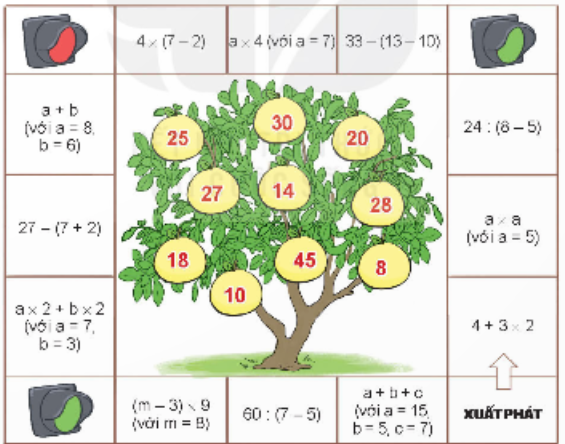 4 × (7 – 2)
a × 4 (với a = 7)
33 – (13 – 10)
a + b
(với a = 8,
b = 6)
24 : (8 – 5)
27 – (7 + 2)
a × a
(với a = 5)
a × 2 + b × 2
(với a = 7,
b = 3)
4 + 3 × 2
25
30
20
27
14
28
18
45
8
10
(m – 3) × 9
(với m = 8)
60 : (7 – 5)
a + b + c
(với a = 15,
b = 5, c = 7)
XUẤT PHÁT